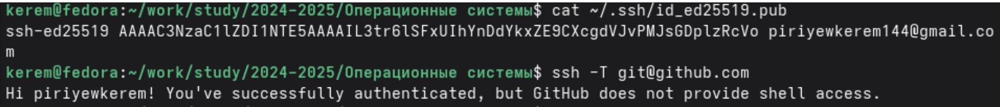 kerem@fedora:~/work/study/2024-2025/Операционные системы$ cat ~/.ssh/id_ed25519.pub
ssh-ed25519 AAAAC3NzaC1lZDI1NTE5AAAAIL3tr6lSFxUIhYnDdYkxZE9CXcgdVJvPMJsGDplzRcVo piriyewkerem144@gmail.co
m
kerem@fedora:~/work/study/2024-2025/Операционные системы$ ssh -T git@github.com
Hi piriyewkerem! You've successfully authenticated, but GitHub does not provide shell access.